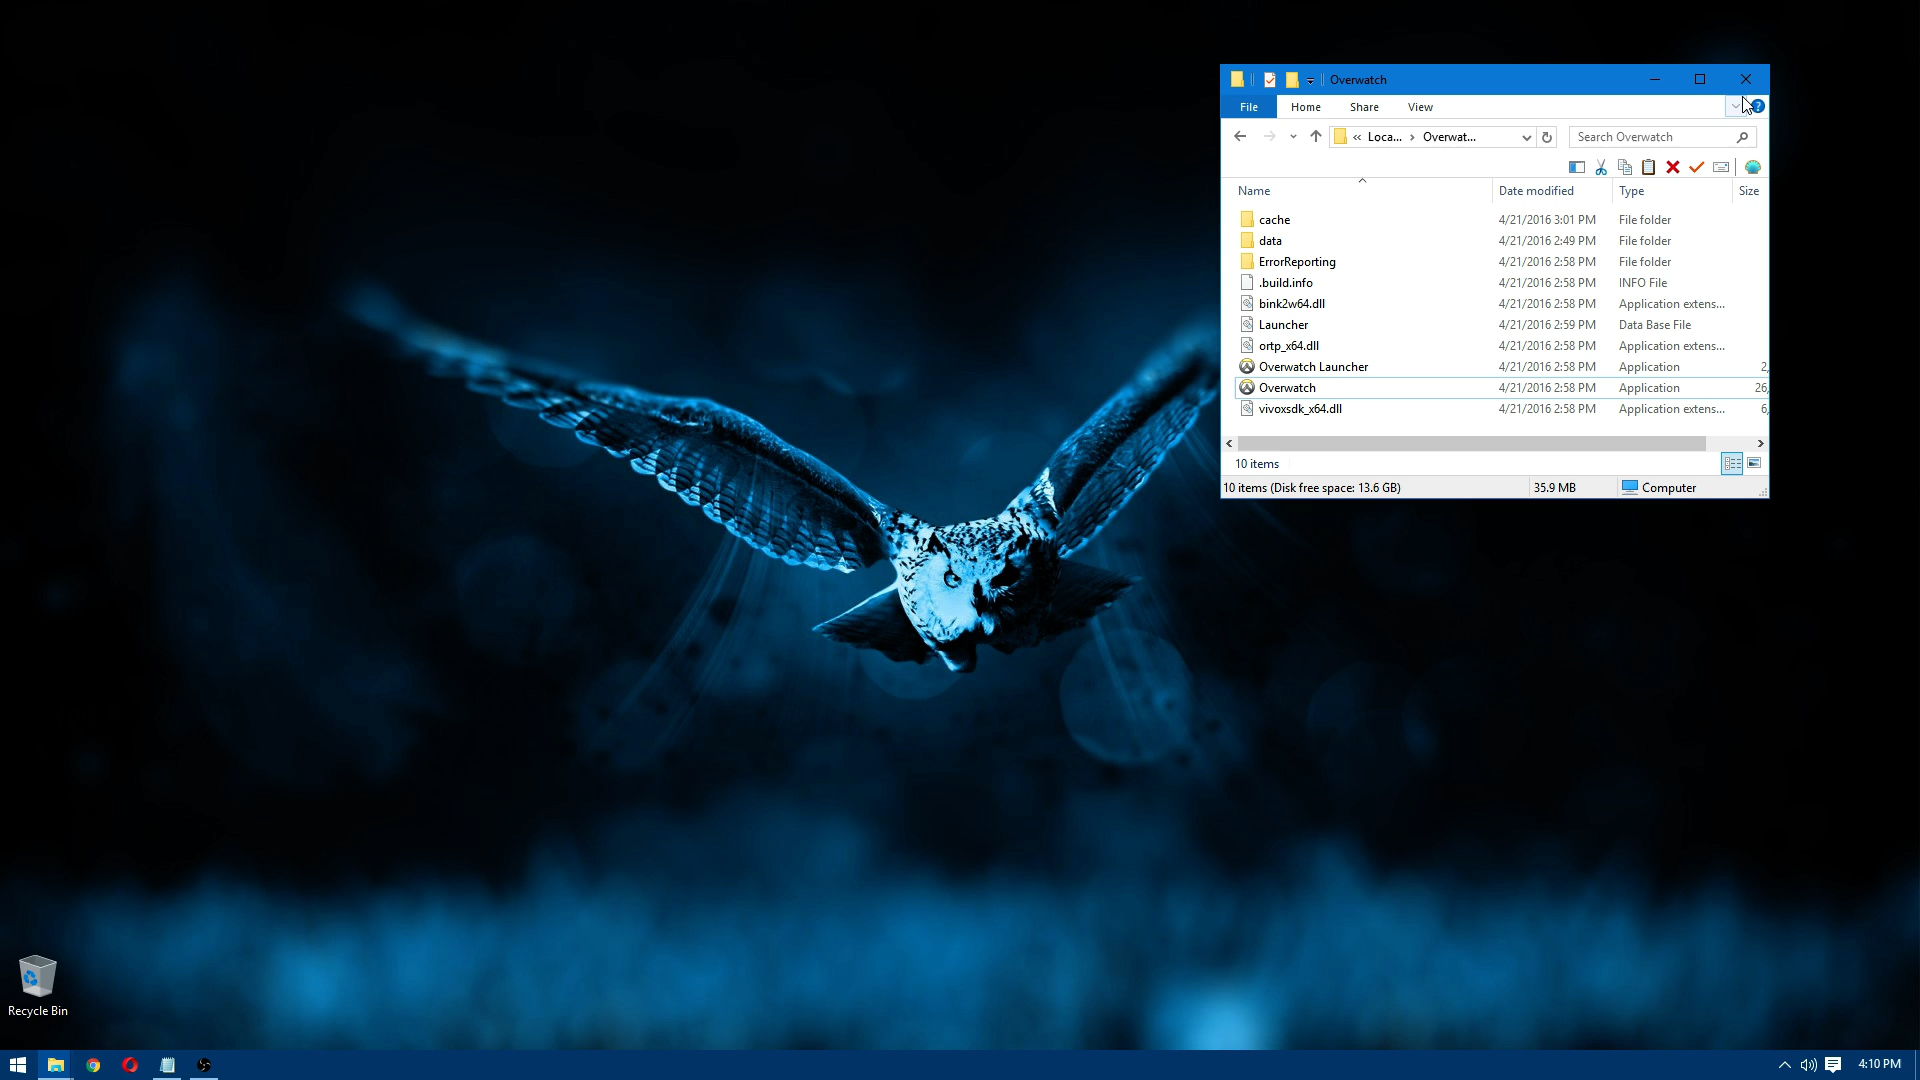 Overwatch
File Home Share View
« Loca... › Overwat... Search Overwatch
Name Date modified Type Size
cache 4/21/2016 3:01 PM File folder
data 4/21/2016 2:49 PM File folder
ErrorReporting 4/21/2016 2:58 PM File folder
.build.info 4/21/2016 2:58 PM INFO File
bink2w64.dll 4/21/2016 2:58 PM Application extens...
Launcher 4/21/2016 2:59 PM Data Base File
ortp_x64.dll 4/21/2016 2:58 PM Application extens...
Overwatch Launcher 4/21/2016 2:58 PM Application 2,
Overwatch 4/21/2016 2:58 PM Application 26,
vivoxsdk_x64.dll 4/21/2016 2:58 PM Application extens... 6,
10 items
10 items (Disk free space: 13.6 GB) 35.9 MB Computer
Recycle Bin
4:10 PM